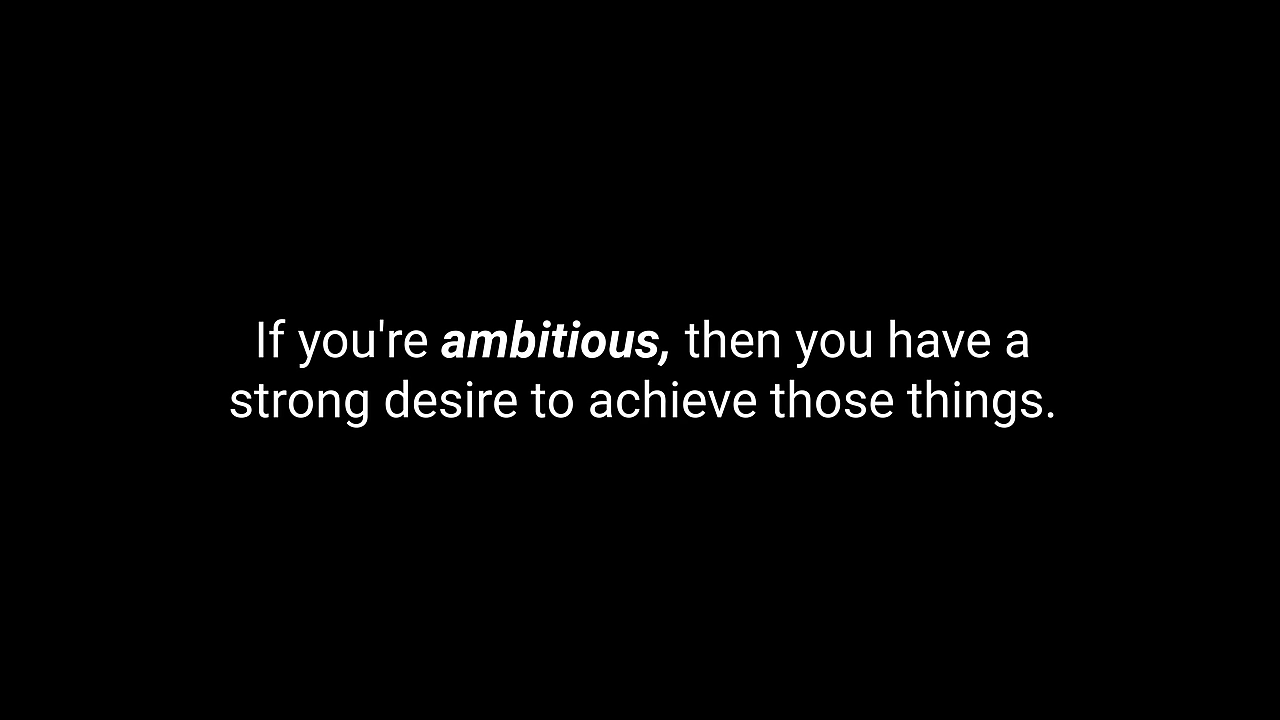 If you're ambitious, then you have a
strong desire to achieve those things.